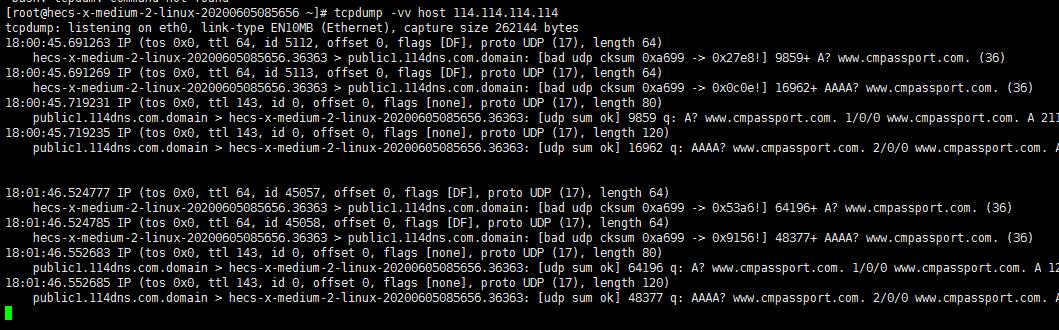 [root@hecs-x-medium-2-linux-20200605085656 ~]# tcpdump -vv host 114.114.114.114
tcpdump: listening on eth0, link-type EN10MB (Ethernet), capture size 262144 bytes
18:00:45.691263 IP (tos 0x0, ttl 64, id 5112, offset 0, flags [DF], proto UDP (17), length 64)
    hecs-x-medium-2-linux-20200605085656.36363 > public1.114dns.com.domain: [bad udp cksum 0xa699 -> 0x27e8!] 9859+ A? www.cmpassport.com. (36)
18:00:45.691269 IP (tos 0x0, ttl 64, id 5113, offset 0, flags [DF], proto UDP (17), length 64)
    hecs-x-medium-2-linux-20200605085656.36363 > public1.114dns.com.domain: [bad udp cksum 0xa699 -> 0x0c0e!] 16962+ AAAA? www.cmpassport.com. (36)
18:00:45.719231 IP (tos 0x0, ttl 143, id 0, offset 0, flags [none], proto UDP (17), length 80)
    public1.114dns.com.domain > hecs-x-medium-2-linux-20200605085656.36363: [udp sum ok] 9859 q: A? www.cmpassport.com. 1/0/0 www.cmpassport.com. A 211
18:00:45.719235 IP (tos 0x0, ttl 143, id 0, offset 0, flags [none], proto UDP (17), length 120)
    public1.114dns.com.domain > hecs-x-medium-2-linux-20200605085656.36363: [udp sum ok] 16962 q: AAAA? www.cmpassport.com. 2/0/0 www.cmpassport.com. A
18:01:46.524777 IP (tos 0x0, ttl 64, id 45057, offset 0, flags [DF], proto UDP (17), length 64)
    hecs-x-medium-2-linux-20200605085656.36363 > public1.114dns.com.domain: [bad udp cksum 0xa699 -> 0x53a6!] 64196+ A? www.cmpassport.com. (36)
18:01:46.524785 IP (tos 0x0, ttl 64, id 45058, offset 0, flags [DF], proto UDP (17), length 64)
    hecs-x-medium-2-linux-20200605085656.36363 > public1.114dns.com.domain: [bad udp cksum 0xa699 -> 0x9156!] 48377+ AAAA? www.cmpassport.com. (36)
18:01:46.552683 IP (tos 0x0, ttl 143, id 0, offset 0, flags [none], proto UDP (17), length 80)
    public1.114dns.com.domain > hecs-x-medium-2-linux-20200605085656.36363: [udp sum ok] 64196 q: A? www.cmpassport.com. 1/0/0 www.cmpassport.com. A 12
18:01:46.552685 IP (tos 0x0, ttl 143, id 0, offset 0, flags [none], proto UDP (17), length 120)
    public1.114dns.com.domain > hecs-x-medium-2-linux-20200605085656.36363: [udp sum ok] 48377 q: AAAA? www.cmpassport.com. 2/0/0 www.cmpassport.com. A